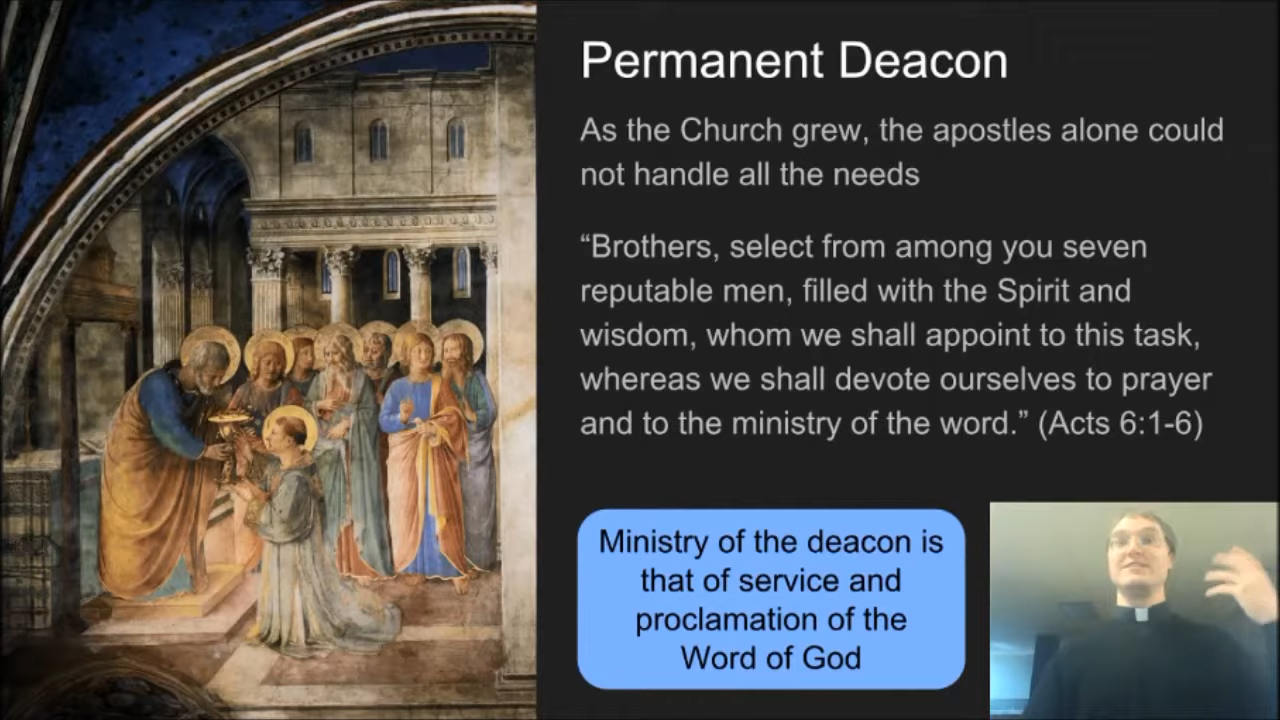 Permanent Deacon
As the Church grew, the apostles alone could
not handle all the needs
“Brothers, select from among you seven
reputable men, filled with the Spirit and
wisdom, whom we shall appoint to this task,
whereas we shall devote ourselves to prayer
and to the ministry of the word.” (Acts 6:1-6)
Ministry of the deacon is
that of service and
proclamation of the
Word of God